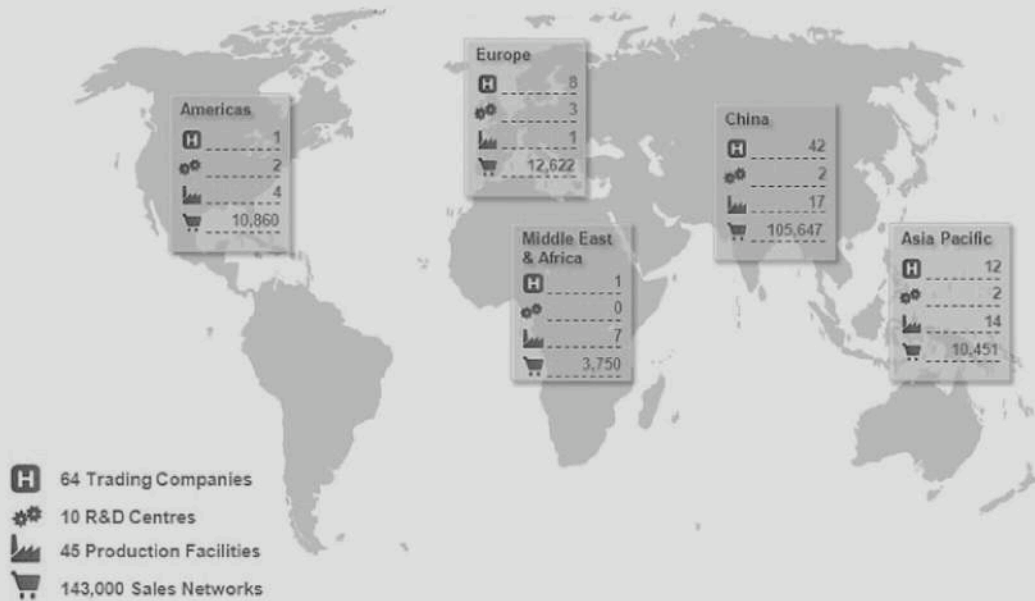 Europe
8
3
1
12,622
Americas
1
2
4
10,860
China
42
2
17
105,647
Middle East
& Africa
1
0
7
3,750
Asia Pacific
12
2
14
10,451
H 64 Trading Companies
10 R&D Centres
45 Production Facilities
143,000 Sales Networks